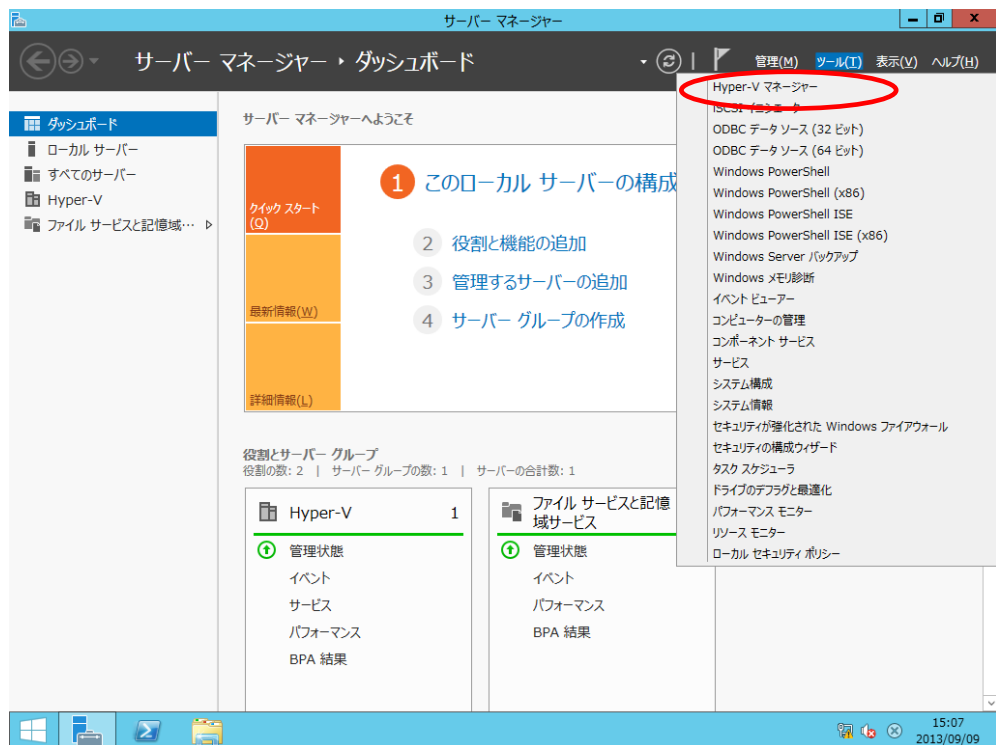 サーバー マネージャー
サーバー マネージャー ・ ダッシュボード
管理(M) ツール(T) 表示(V) ヘルプ(H)
ダッシュボード
ローカル サーバー
すべてのサーバー
Hyper-V
ファイル サービスと記憶域…
サーバー マネージャーへようこそ
クイック スタート
(Q)
最新情報(W)
詳細情報(L)
1 このローカル サーバーの構成
2 役割と機能の追加
3 管理するサーバーの追加
4 サーバー グループの作成
役割とサーバー グループ
役割の数: 2 | サーバー グループの数: 1 | サーバーの合計数: 1
Hyper-V 1
管理状態
イベント
サービス
パフォーマンス
BPA 結果
ファイル サービスと記憶
域サービス
管理状態
イベント
パフォーマンス
BPA 結果
Hyper-V マネージャー
iSCSI イニシエーター
ODBC データ ソース (32 ビット)
ODBC データ ソース (64 ビット)
Windows PowerShell
Windows PowerShell (x86)
Windows PowerShell ISE
Windows PowerShell ISE (x86)
Windows Server バックアップ
Windows メモリ診断
イベント ビューアー
コンピューターの管理
コンポーネント サービス
サービス
システム構成
システム情報
セキュリティが強化された Windows ファイアウォール
セキュリティの構成ウィザード
タスク スケジューラ
ドライブのデフラグと最適化
パフォーマンス モニター
リソース モニター
ローカル セキュリティ ポリシー
15:07
2013/09/09